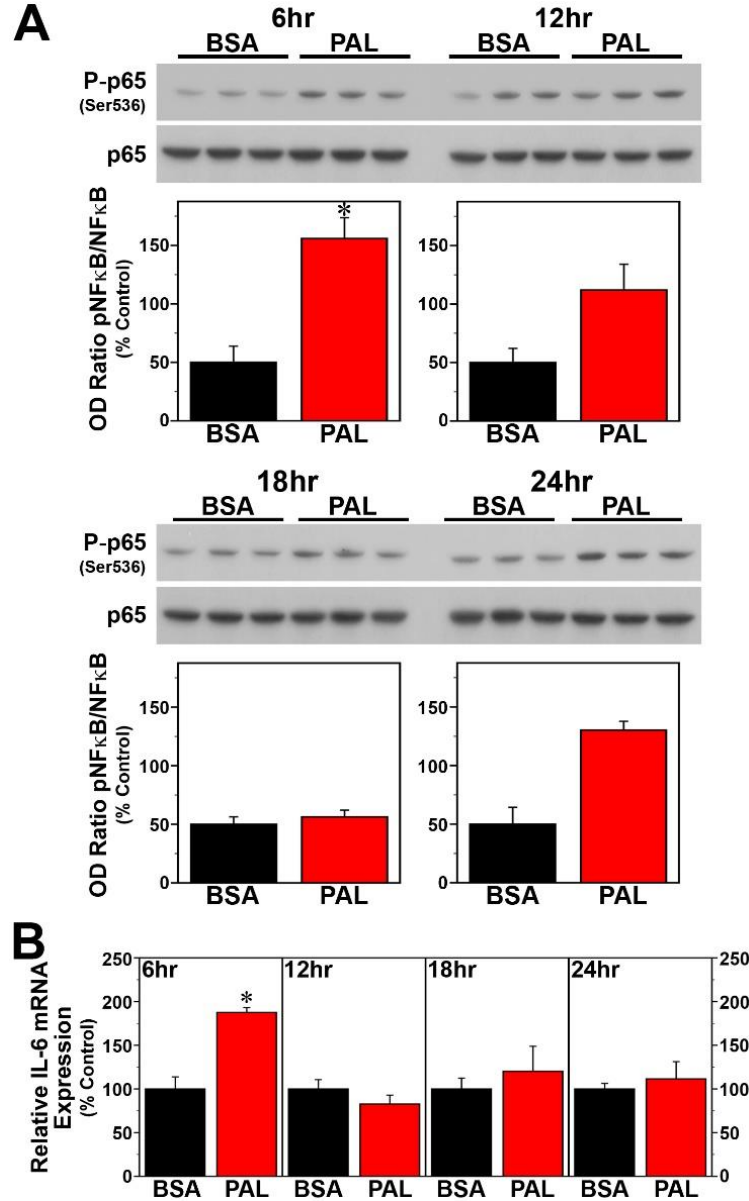 A
6hr 12hr
BSA PAL BSA PAL
P-p65
(Ser536)
p65
OD Ratio pNFκB/NFκB
(% Control)
150
100
50
0
*
BSA PAL
BSA PAL
18hr 24hr
BSA PAL BSA PAL
P-p65
(Ser536)
p65
OD Ratio pNFκB/NFκB
(% Control)
150
100
50
0
150
100
50
0
BSA PAL
BSA PAL
B
Relative IL-6 mRNA
Expression
(% Control)
250
200
150
100
50
0
6hr 12hr 18hr 24hr
*
250
200
150
100
50
0
BSA PAL BSA PAL BSA PAL BSA PAL